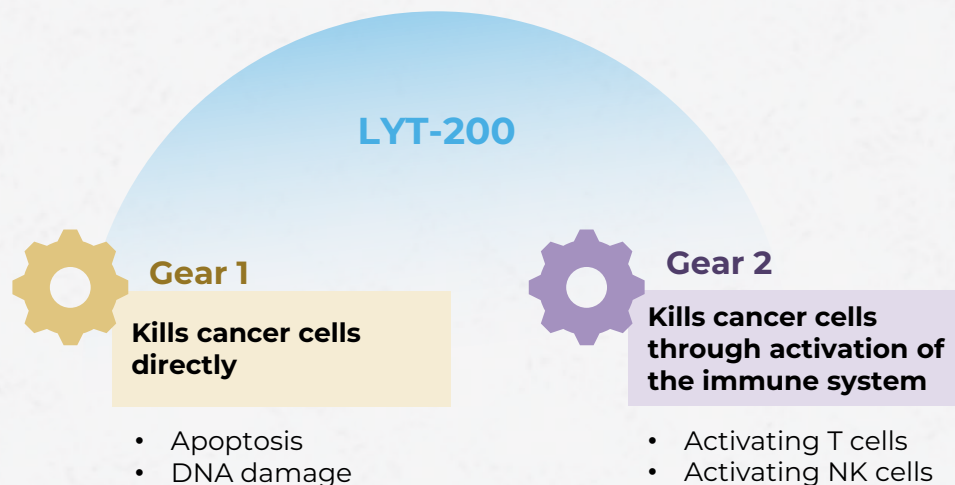 LYT-200
Gear 1
Kills cancer cells
directly
• Apoptosis
• DNA damage
Gear 2
Kills cancer cells
through activation of
the immune system
• Activating T cells
• Activating NK cells